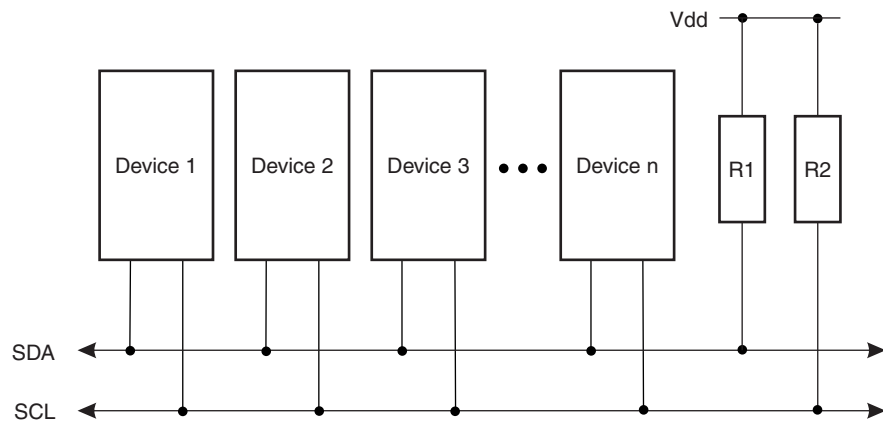 Vdd
Device 1
Device 2
Device 3
Device n
R1
R2
SDA
SCL